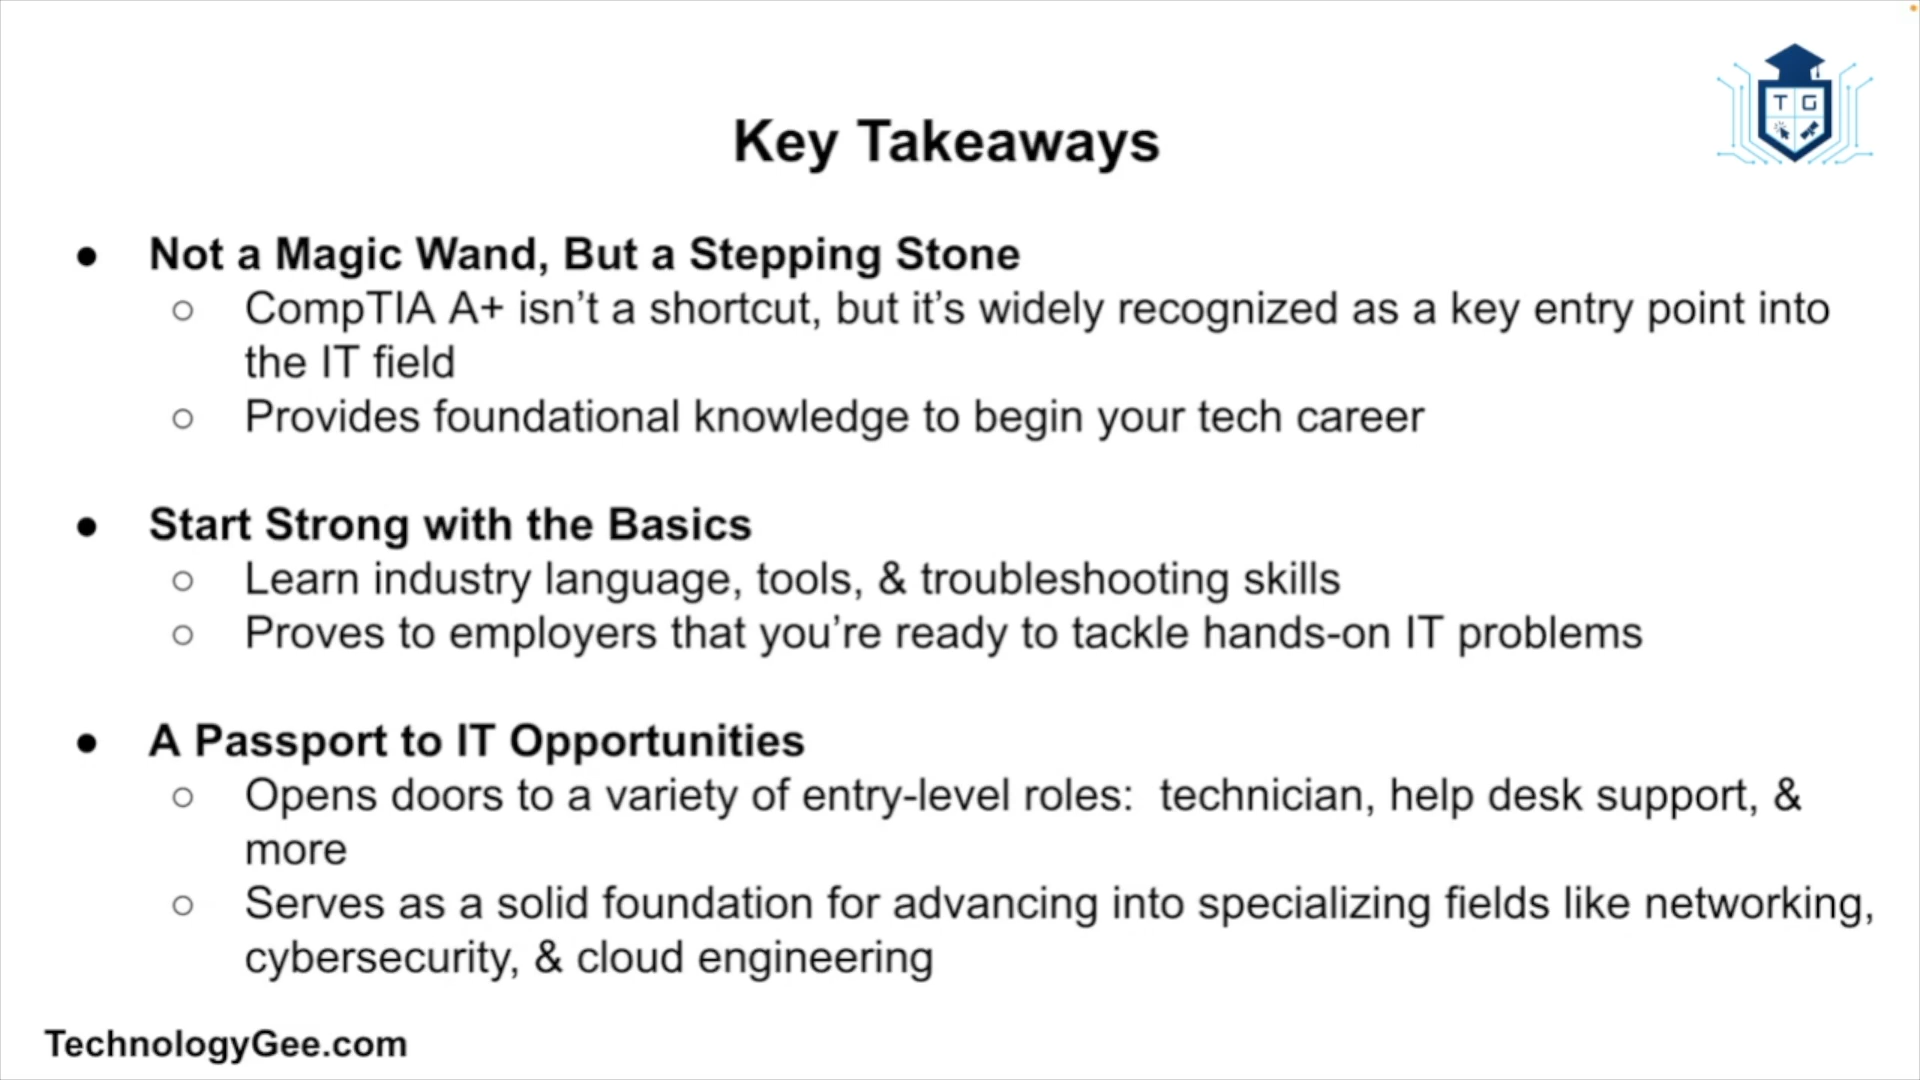 T G
Key Takeaways
● Not a Magic Wand, But a Stepping Stone
○ CompTIA A+ isn’t a shortcut, but it’s widely recognized as a key entry point into
the IT field
○ Provides foundational knowledge to begin your tech career
● Start Strong with the Basics
○ Learn industry language, tools, & troubleshooting skills
○ Proves to employers that you’re ready to tackle hands-on IT problems
● A Passport to IT Opportunities
○ Opens doors to a variety of entry-level roles:  technician, help desk support, &
more
○ Serves as a solid foundation for advancing into specializing fields like networking,
cybersecurity, & cloud engineering
TechnologyGee.com